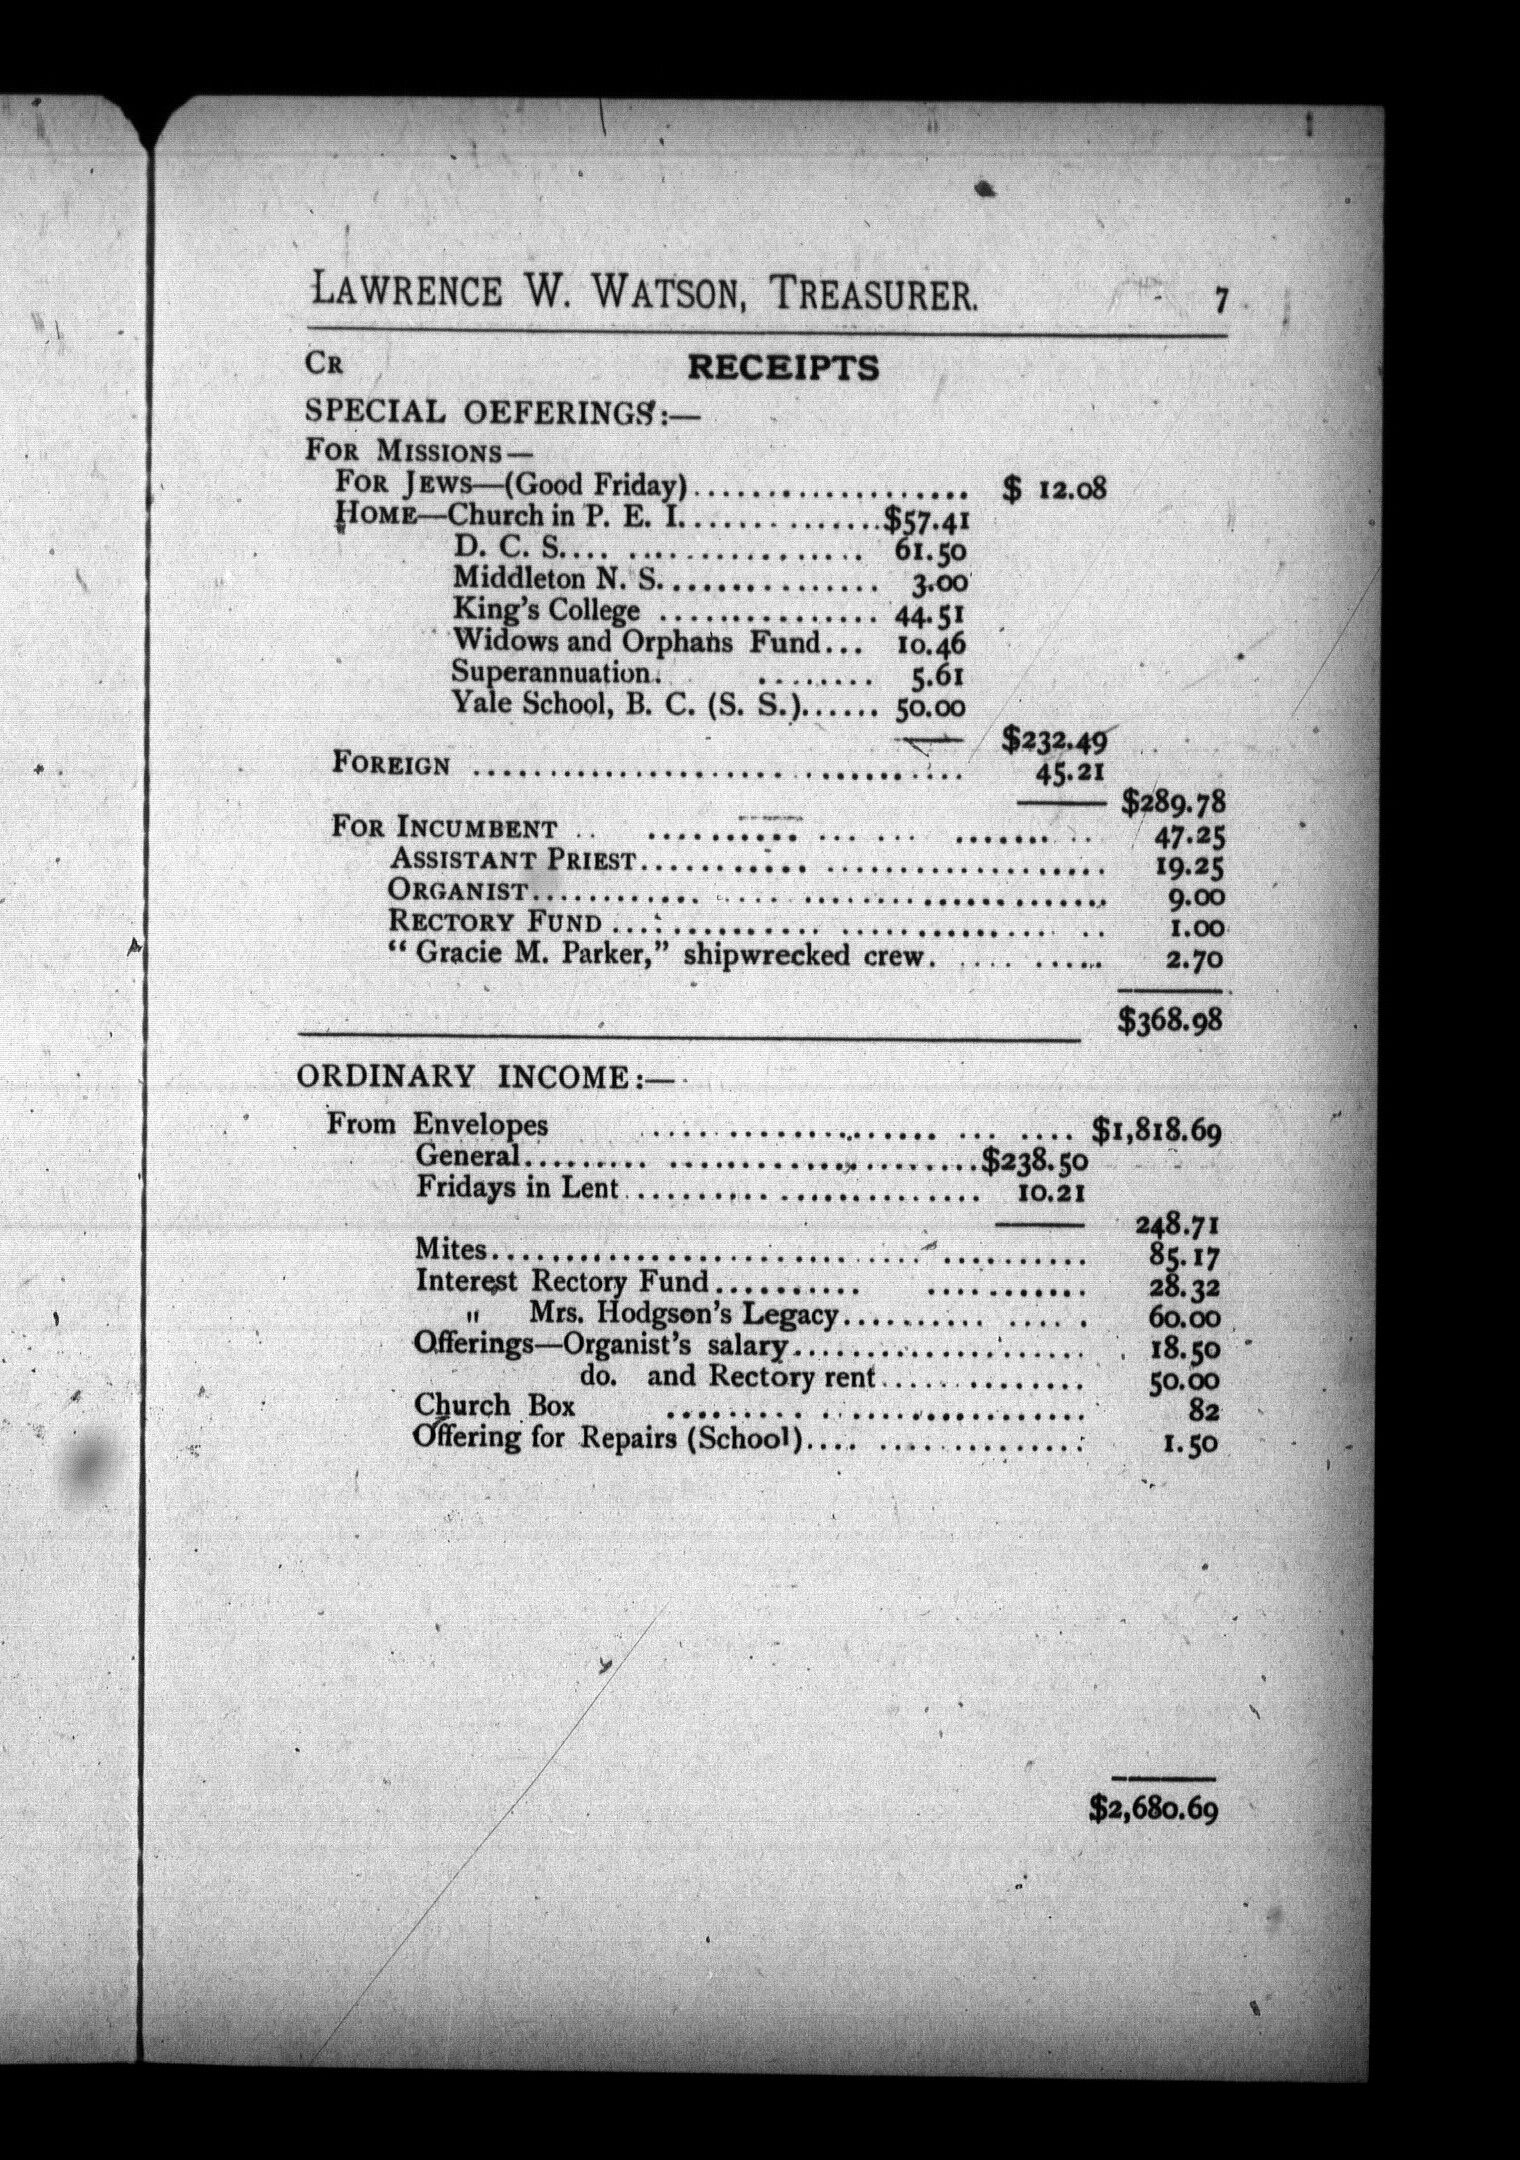 LAWRENCE W. WATSON, TREASURER. 7
CR RECEIPTS
SPECIAL OEFERINGS:—
FOR MISSIONS—
FOR JEWS—(Good Friday)................... $ 12.08
HOME—Church in P. E. I...............$57.41
D. C. S.... ................ 61.50
Middleton N. S............... 3.00
King's College ............... 44.51
Widows and Orphans Fund... 10.46
Superannuation. ........ 5.61
Yale School, B. C. (S. S.)...... 50.00
$232.49
FOREIGN ................................. 45.21
$289.78
FOR INCUMBENT .. .......... ... ... ....... .. 47.25
ASSISTANT PRIEST........... ................... 19.25
ORGANIST............ .... ..................... 9.00
RECTORY FUND .............. .............. .. 1.00
"Gracie M. Parker," shipwrecked crew. .... ..... 2.70
$368.98
ORDINARY INCOME:—
From Envelopes .................... ... .... $1,818.69
General......... .....................$238.50
Fridays in Lent .......... .............. 10.21
248.71
Mites............................. .......... 85.17
Interest Rectory Fund.......... ........... 28.32
" Mrs. Hodgson's Legacy.......... .... . 60.00
Offerings—Organist's salary.................... 18.50
do. and Rectory rent.............. 50.00
Church Box ......... .................. 82
Offering for Repairs (School).... .............. 1.50
$2,680.69